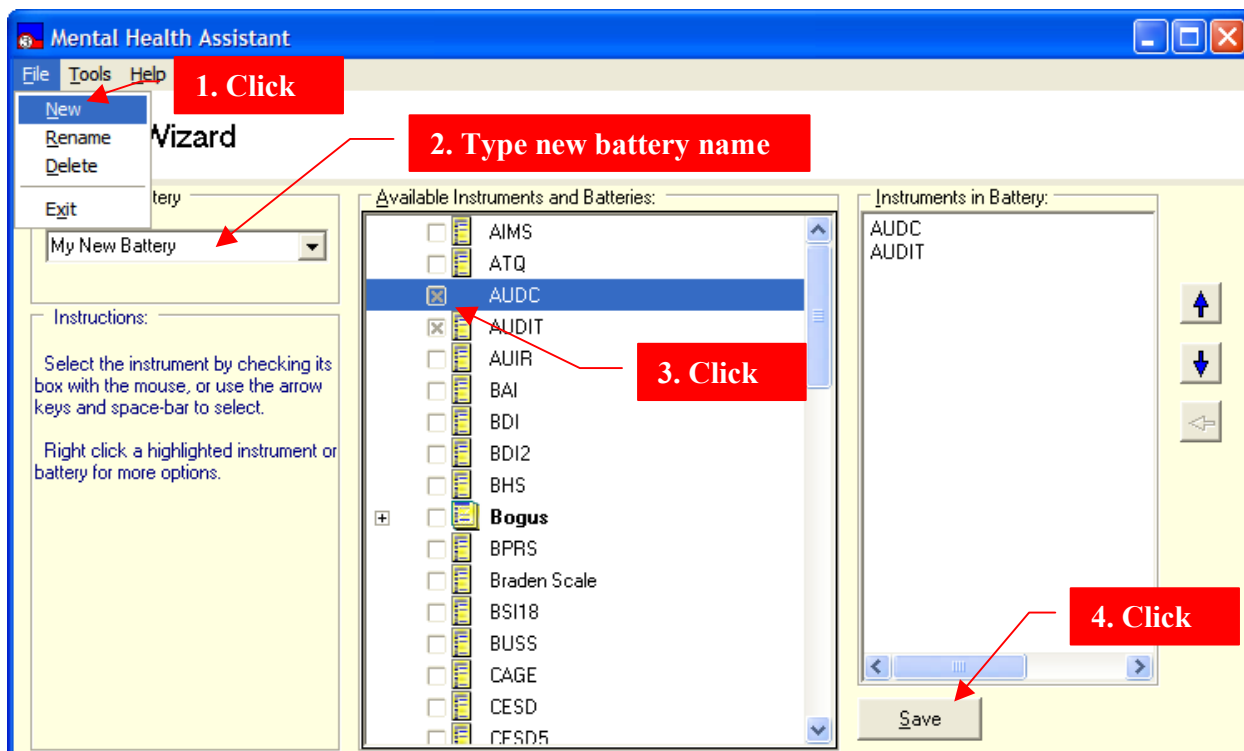 Mental Health Assistant
File Tools Help
1. Click
New
Rename
Delete
Exit
Wizard
2. Type new battery name
tery
My New Battery
Instructions:
Select the instrument by checking its
box with the mouse, or use the arrow
keys and space-bar to select.
Right click a highlighted instrument or
battery for more options.
Available Instruments and Batteries:
AIMS
ATQ
AUDC
AUDIT
AUIR
BAI
BDI
BDI2
BHS
Bogus
BPRS
Braden Scale
BSI18
BUSS
CAGE
CESD
CESD5
3. Click
Instruments in Battery:
AUDC
AUDIT
4. Click
Save